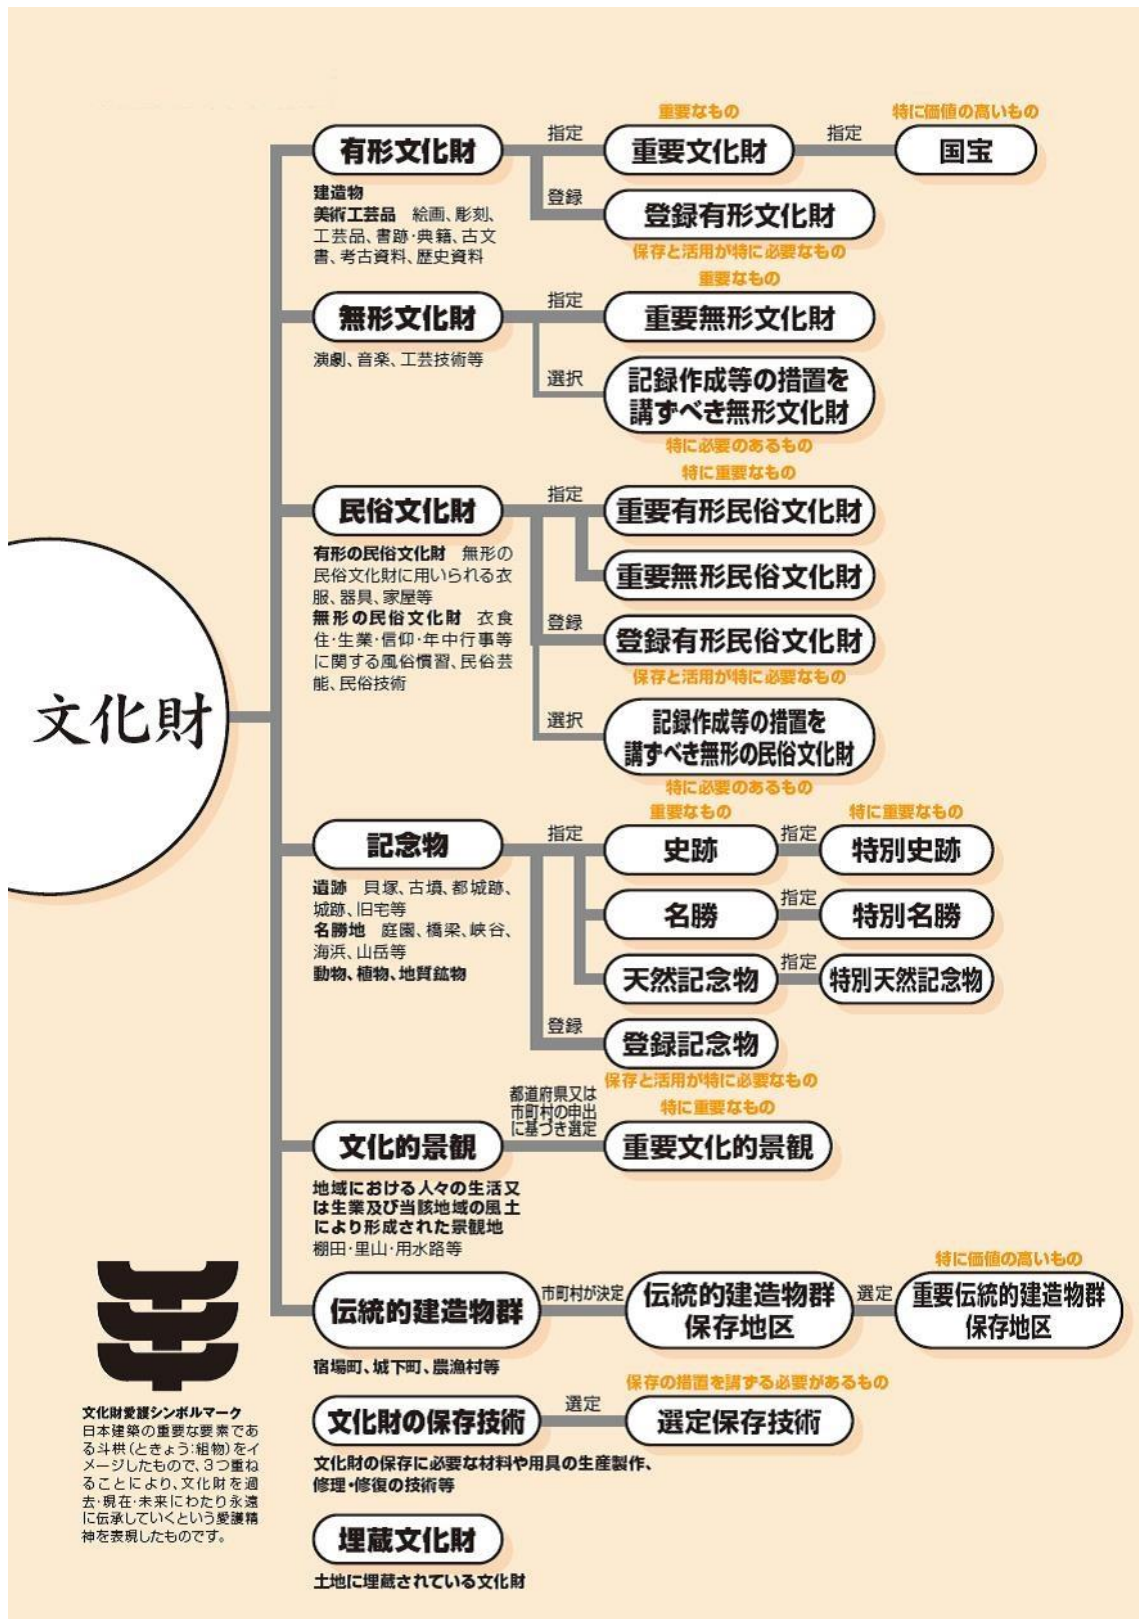 文化財
重要なもの
特に価値の高いもの
有形文化財
指定
重要文化財
指定
国宝
建造物
美術工芸品　絵画、彫刻、
工芸品、書跡・典籍、古文
書、考古資料、歴史資料
登録
登録有形文化財
保存と活用が特に必要なもの
重要なもの
無形文化財
指定
重要無形文化財
演劇、音楽、工芸技術等
選択
記録作成等の措置を
講ずべき無形文化財
特に必要のあるもの
特に重要なもの
民俗文化財
指定
重要有形民俗文化財
有形の民俗文化財　無形の
民俗文化財に用いられる衣
服、器具、家屋等
無形の民俗文化財　衣食
住・生業・信仰・年中行事等
に関する風俗慣習、民俗芸
能、民俗技術
重要無形民俗文化財
登録
登録有形民俗文化財
保存と活用が特に必要なもの
選択
記録作成等の措置を
講ずべき無形の民俗文化財
特に必要のあるもの
重要なもの
特に重要なもの
記念物
指定
史跡
指定
特別史跡
遺跡　貝塚、古墳、都城跡、
城跡、旧宅等
名勝地　庭園、橋梁、峡谷、
海浜、山岳等
動物、植物、地質鉱物
名勝
指定
特別名勝
天然記念物
指定
特別天然記念物
登録
登録記念物
保存と活用が特に必要なもの
都道府県又は
市町村の申出
に基づき選定
特に重要なもの
文化的景観
重要文化的景観
地域における人々の生活又
は生業及び当該地域の風土
により形成された景観地
棚田・里山・用水路等
特に価値の高いもの
伝統的建造物群
市町村が決定
伝統的建造物群
保存地区
選定
重要伝統的建造物群
保存地区
宿場町、城下町、農漁村等
保存の措置を講ずる必要があるもの
文化財の保存技術
選定
選定保存技術
文化財の保存に必要な材料や用具の生産製作、
修理・修復の技術等
埋蔵文化財
土地に埋蔵されている文化財
文化財愛護シンボルマーク
日本建築の重要な要素であ
る斗栱(ときょう:組物)をイ
メージしたもので、3つ重ね
ることにより、文化財を過
去・現在・未来にわたり永遠
に伝承していくという愛護精
神を表現したものです。